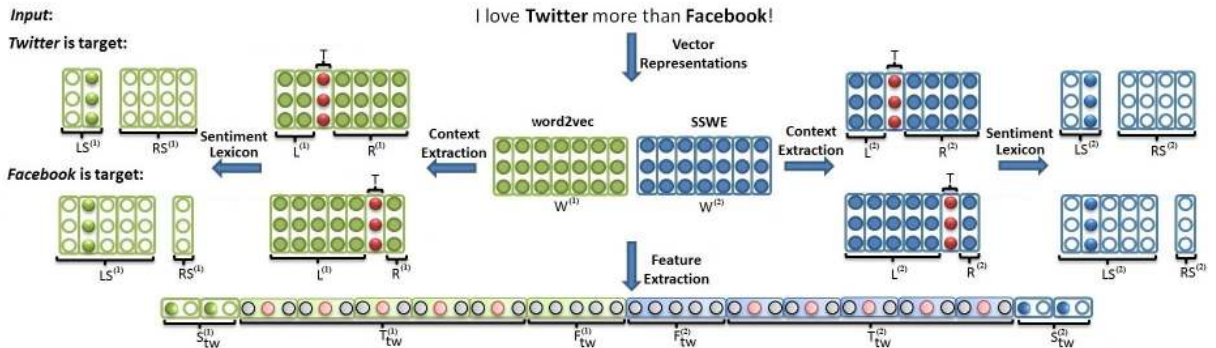 Input:
I love Twitter more than Facebook!
Twitter is target:
Vector
Representations
T
T
LS(1)
RS(1)
Sentiment
Lexicon
L(1)
R(1)
Context
Extraction
word2vec
SSWE
W(1)
W(2)
Context
Extraction
L(2)
R(2)
Sentiment
Lexicon
LS(2)
RS(2)
Facebook is target:
T
T
LS(1)
RS(1)
L(1)
R(1)
Feature
Extraction
L(2)
R(2)
LS(2)
RS(2)
S(1)tw
T(1)tw
F(1)tw
F(2)tw
T(2)tw
S(2)tw